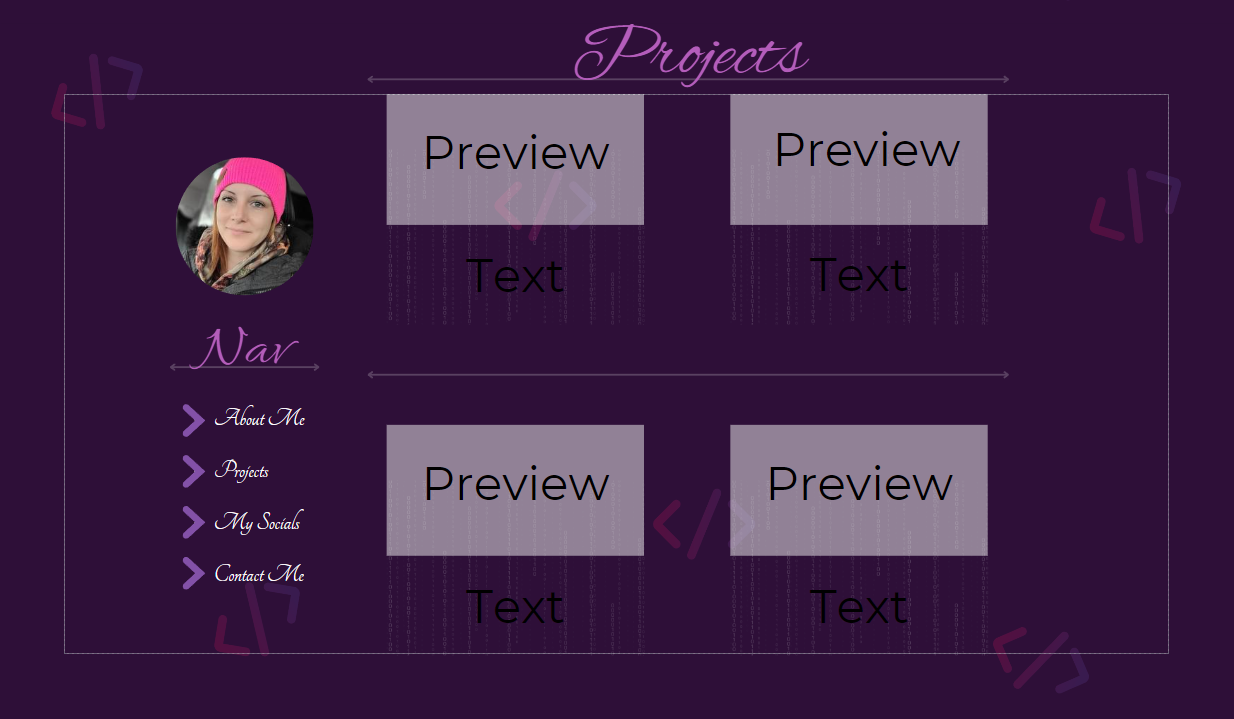 Projects
Preview
Preview
Text
Text
Nav
About Me
Projects
My Socials
Contact Me
Preview
Preview
Text
Text